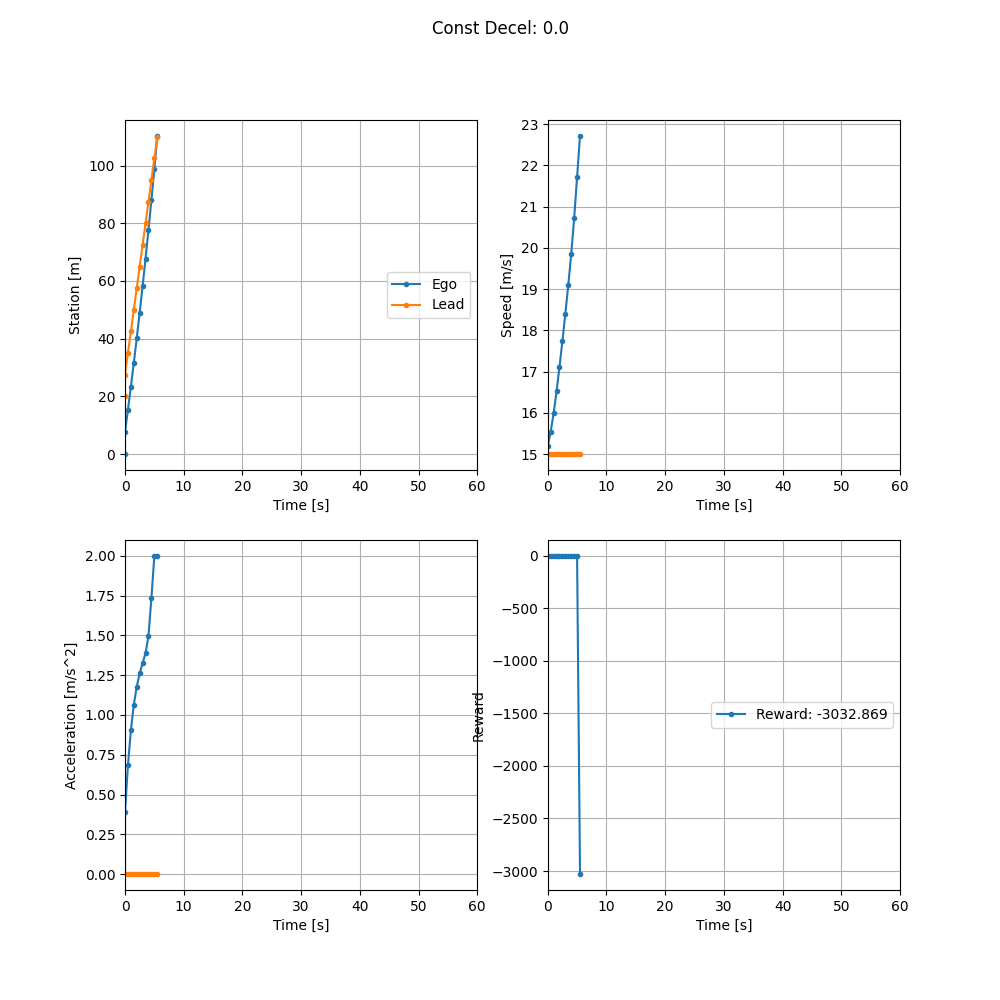 Const Decel: 0.0
100
80
60
40
20
0
Station [m]
Ego
Lead
0 10 20 30 40 50 60
Time [s]
23
22
21
20
19
18
17
16
15
Speed [m/s]
0 10 20 30 40 50 60
Time [s]
2.00
1.75
1.50
1.25
1.00
0.75
0.50
0.25
0.00
Acceleration [m/s^2]
0 10 20 30 40 50 60
Time [s]
0
−500
−1000
−1500
−2000
−2500
−3000
Reward
Reward: -3032.869
0 10 20 30 40 50 60
Time [s]